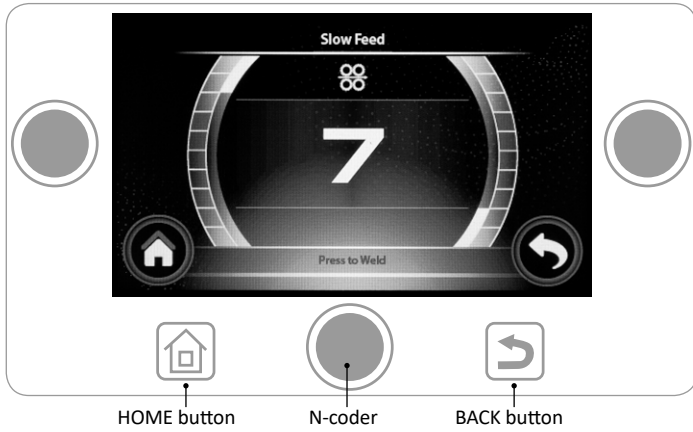 Slow Feed
7
Press to Weld
HOME button
N-coder
BACK button